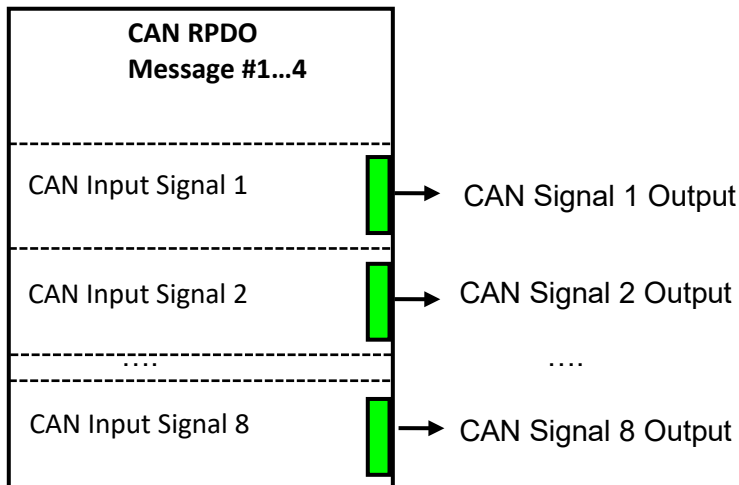 CAN RPDO
Message #1…4
CAN Input Signal 1
CAN Signal 1 Output
CAN Input Signal 2
CAN Signal 2 Output
….
….
CAN Input Signal 8
CAN Signal 8 Output